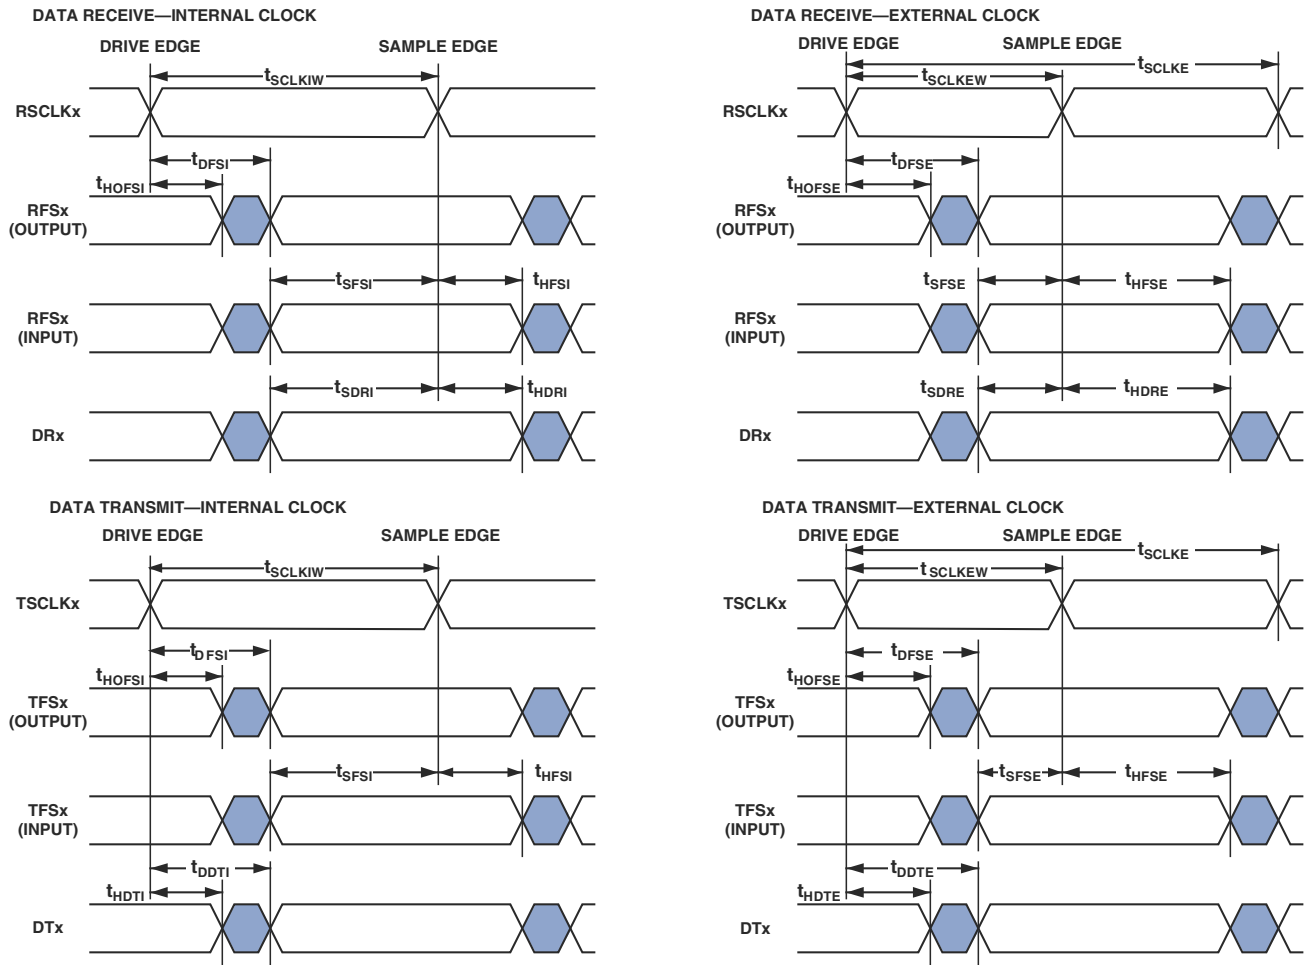 DATA RECEIVE—INTERNAL CLOCK
DRIVE EDGE
SAMPLE EDGE
tSCLKIW
RSCLKx
tDFSI
tHOFSI
RFSx
(OUTPUT)
tSFSI
tHFSI
RFSx
(INPUT)
tSDRI
tHDRI
DRx
DATA RECEIVE—EXTERNAL CLOCK
DRIVE EDGE
SAMPLE EDGE
tSCLKE
tSCLKEW
RSCLKx
tDFSE
tHOFSE
RFSx
(OUTPUT)
tSFSE
tHFSE
RFSx
(INPUT)
tSDRE
tHDRE
DRx
DATA TRANSMIT—INTERNAL CLOCK
DRIVE EDGE
SAMPLE EDGE
tSCLKIW
TSCLKx
tDFSI
tHOFSI
TFSx
(OUTPUT)
tSFSI
tHFSI
TFSx
(INPUT)
tDDTI
tHDTI
DTx
DATA TRANSMIT—EXTERNAL CLOCK
DRIVE EDGE
SAMPLE EDGE
tSCLKE
tSCLKEW
TSCLKx
tDFSE
tHOFSE
TFSx
(OUTPUT)
tSFSE
tHFSE
TFSx
(INPUT)
tDDTE
tHDTE
DTx